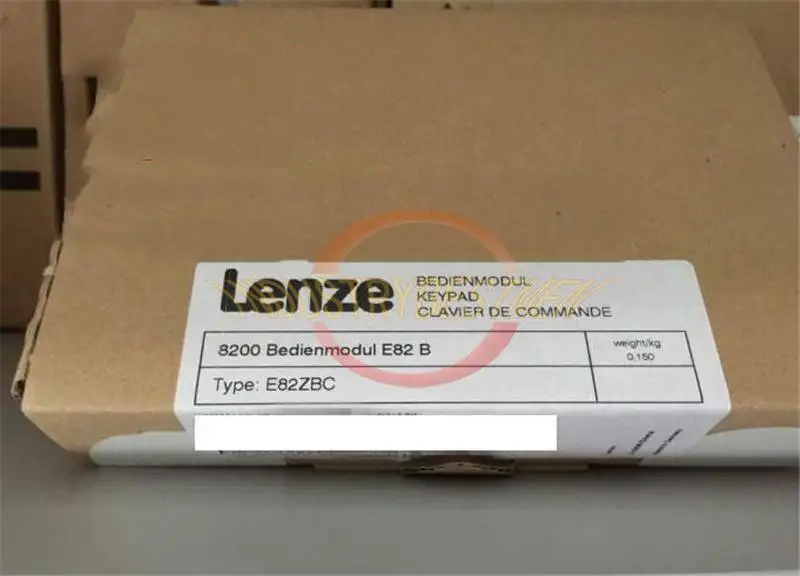 Lenze
BEDIENMODUL
KEYPAD
CLAVIER DE COMMANDE
8200 Bedienmodul E82 B
weight/kg
0.150
Type: E82ZBC